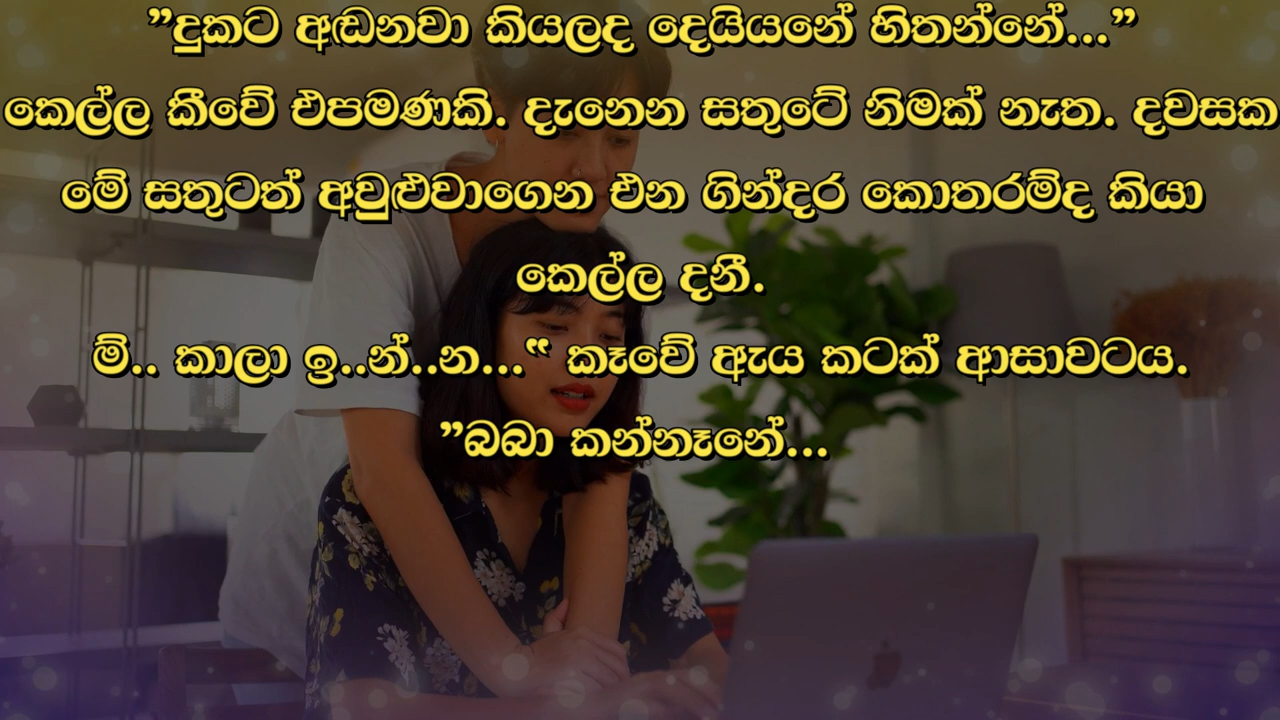 ”දුකට අඬනවා කියලද දෙයියනේ හිතන්නේ...”
කෙල්ල කීවේ එපමණකි. දැනෙන සතුටේ නිමක් නැත. දවසක
මේ සතුටත් අවුළුවාගෙන එන ගින්දර කොතරම්ද කියා
කෙල්ල දනී.
ම්.. කාලා ඉ..න්..න...“ කෑවේ ඇය කටක් ආසාවටය.
”බබා කන්නෑනේ...